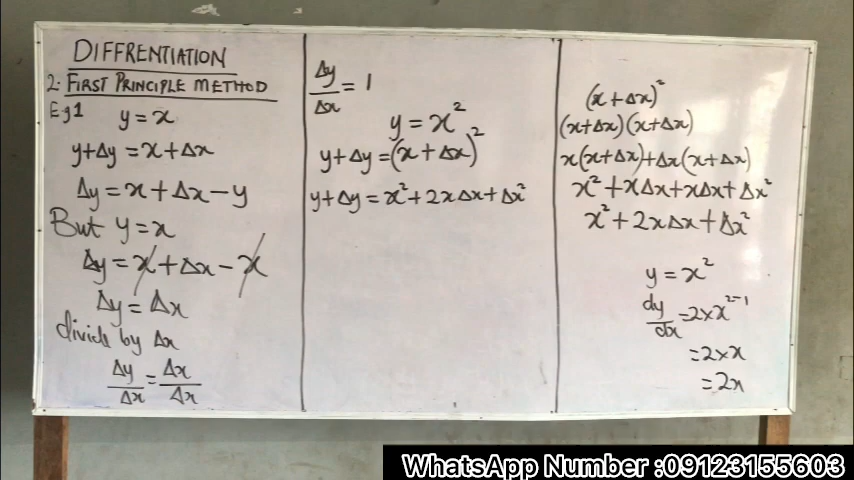 DIFFRENTIATION
2. FIRST PRINCIPLE METHOD
Eg1 y = x
y+Δy = x+Δx
Δy = x+Δx-y
But y = x
Δy = x+Δx-x
Δy = Δx
divide by Δx
Δy/Δx = Δx/Δx
Δy/Δx = 1
y = x²
y+Δy = (x+Δx)²
y+Δy = x²+2xΔx+Δx²
(x+Δx)²
(x+Δx)(x+Δx)
x(x+Δx)+Δx(x+Δx)
x²+xΔx+xΔx+Δx²
x²+2xΔx+Δx²
y = x²
dy/dx = 2×x²⁻¹
= 2×x
= 2x
WhatsApp Number :09123155603